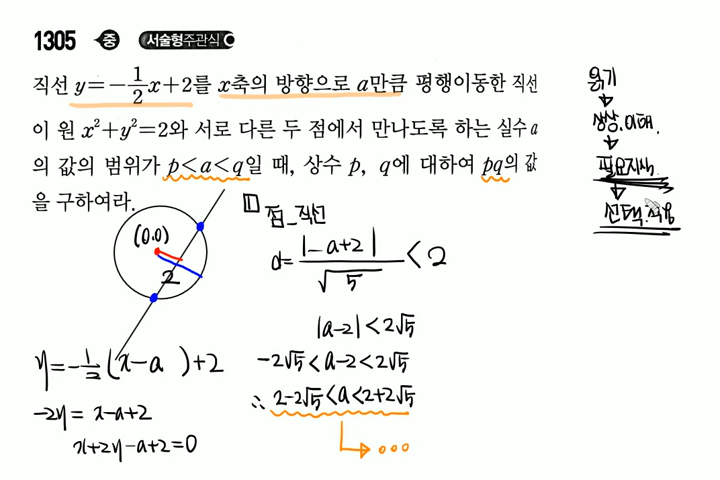 1305 중 서술형주관식
직선 y=-1/2x+2를 x축의 방향으로 a만큼 평행이동한 직선
이 원 x²+y²=2와 서로 다른 두 점에서 만나도록 하는 실수 a
의 값의 범위가 p<a<q일 때, 상수 p, q에 대하여 pq의 값
을 구하여라.
읽기
상상.이해.
필요지식.
선택.적용
(0.0)
2
y=-1/2(x-a )+2
-2y= x-a+2
x+2y-a+2=0
1 점_직선
d= |-a+2|/√5 < 2
|a-2|<2√5
-2√5<a-2<2√5
∴ 2-2√5<a<2+2√5